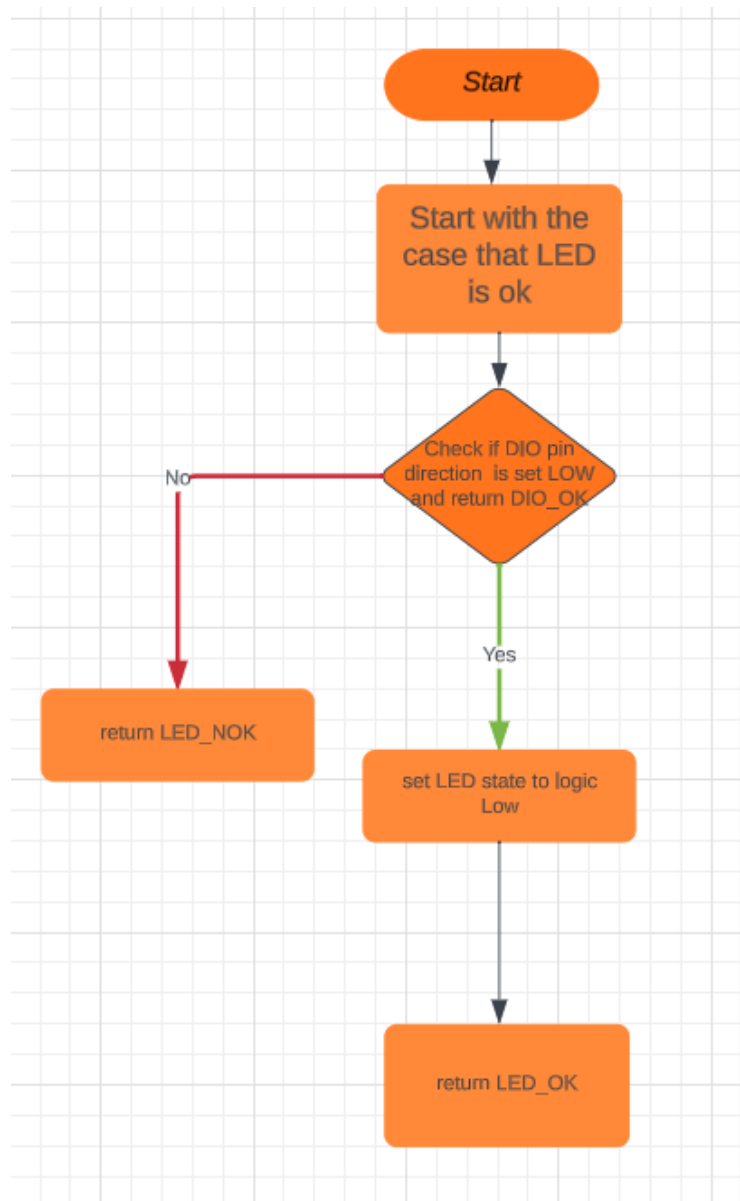 Start
Start with the
case that LED
is ok
Check if DIO pin
direction is set LOW
and return DIO_OK
No
Yes
return LED_NOK
set LED state to logic
Low
return LED_OK